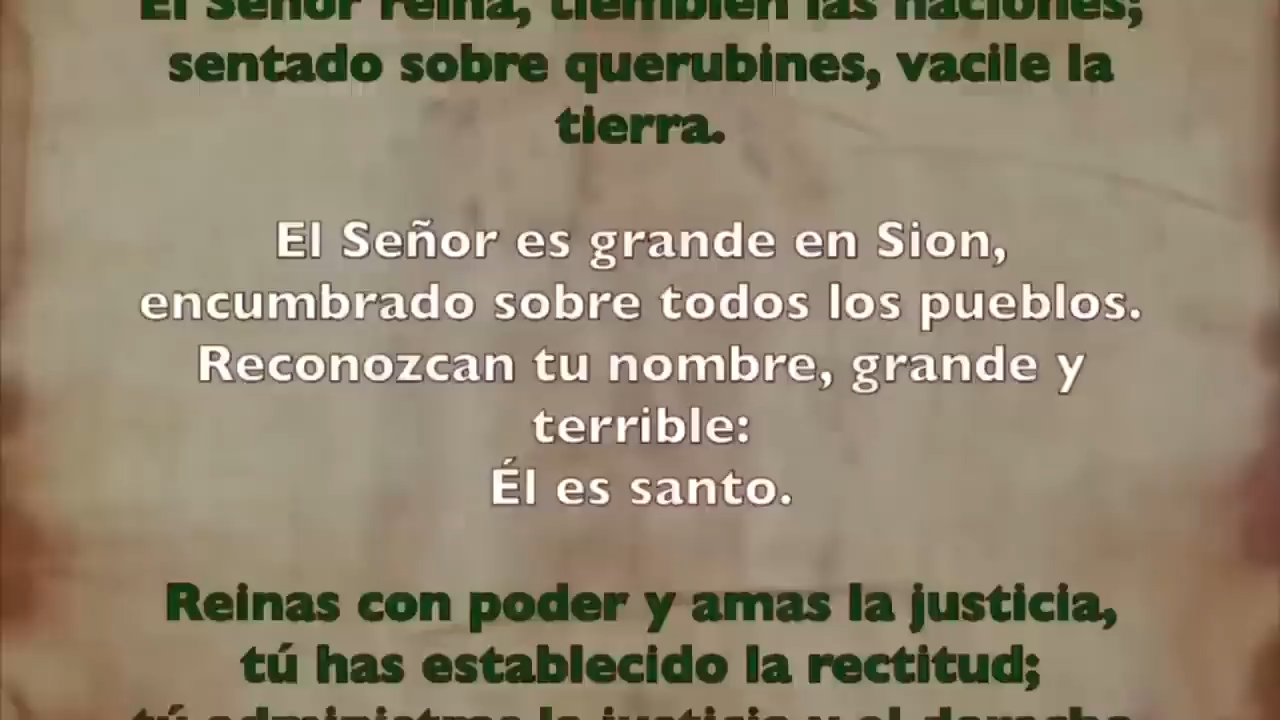 El Señor reina, tiemblen las naciones;
sentado sobre querubines, vacile la
tierra.
El Señor es grande en Sion,
encumbrado sobre todos los pueblos.
Reconozcan tu nombre, grande y
terrible:
Él es santo.
Reinas con poder y amas la justicia,
tú has establecido la rectitud;
tú administras la justicia y el derecho